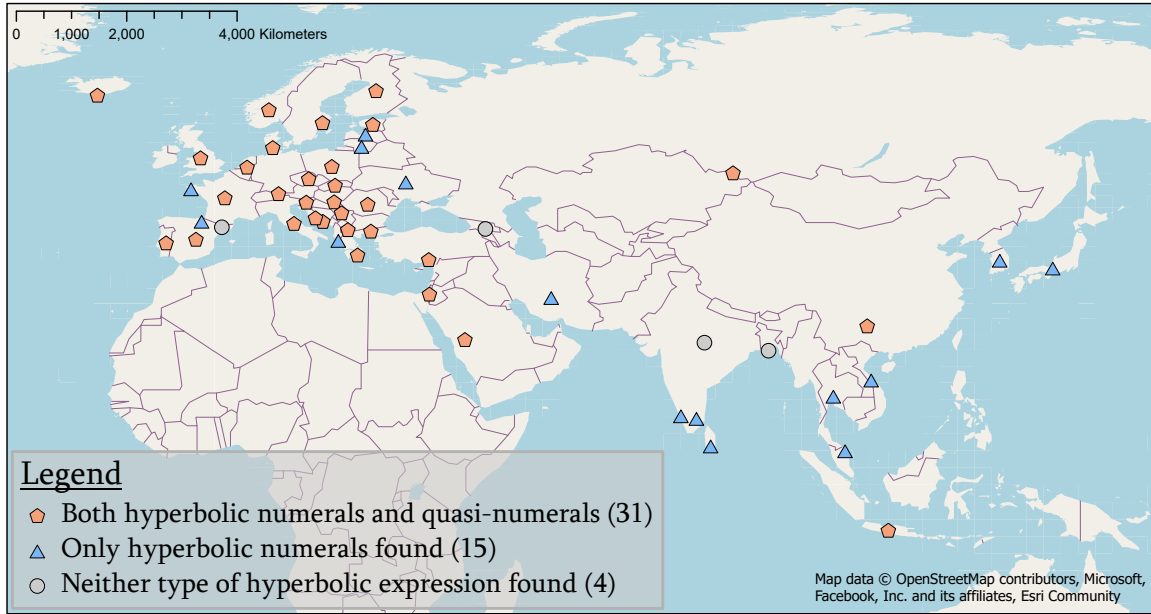 0 1,000 2,000 4,000 Kilometers
Legend
Both hyperbolic numerals and quasi-numerals (31)
Only hyperbolic numerals found (15)
Neither type of hyperbolic expression found (4)
Map data © OpenStreetMap contributors, Microsoft,
Facebook, Inc. and its affiliates, Esri Community